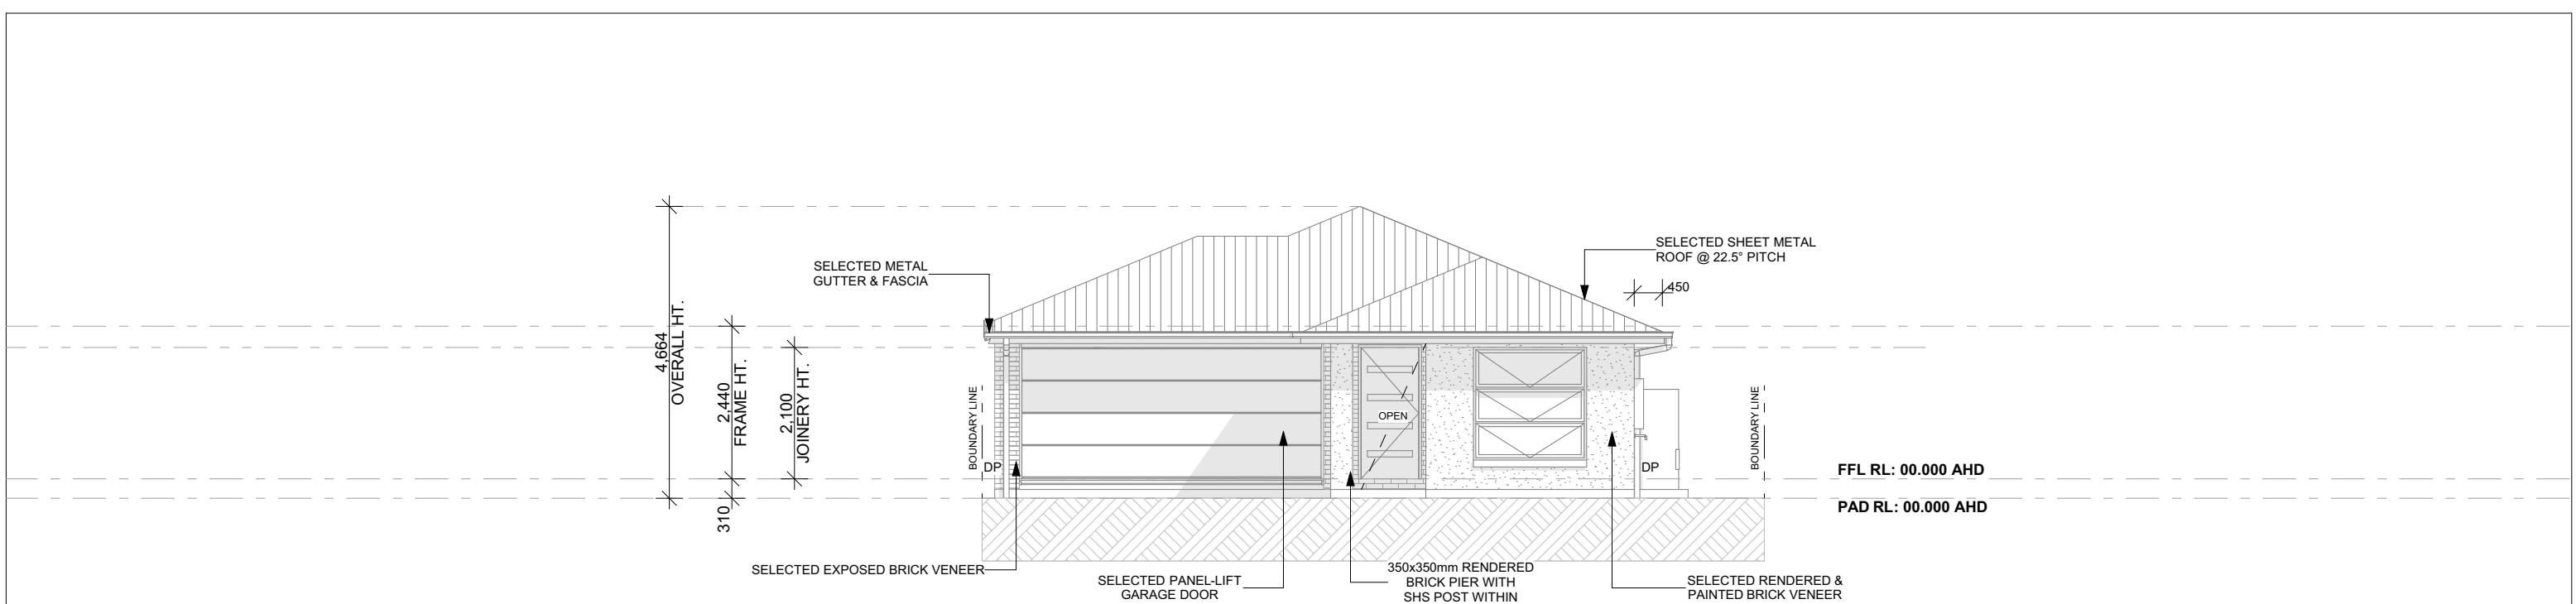 SELECTED SHEET METAL
ROOF @ 22.5° PITCH
SELECTED METAL
GUTTER & FASCIA
450
4,664
OVERALL HT.
2,440
FRAME HT.
2,100
JOINERY HT.
310
BOUNDARY LINE
DP
OPEN
DP
BOUNDARY LINE
FFL RL: 00.000 AHD
PAD RL: 00.000 AHD
SELECTED EXPOSED BRICK VENEER
SELECTED PANEL-LIFT
GARAGE DOOR
350x350mm RENDERED
BRICK PIER WITH
SHS POST WITHIN
SELECTED RENDERED &
PAINTED BRICK VENEER